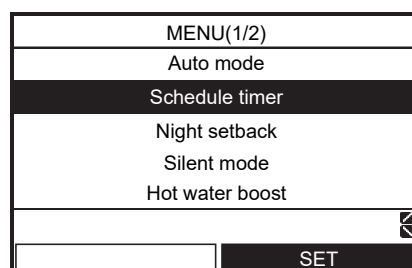 MENU(1/2)
Auto mode
Schedule timer
Night setback
Silent mode
Hot water boost
SET